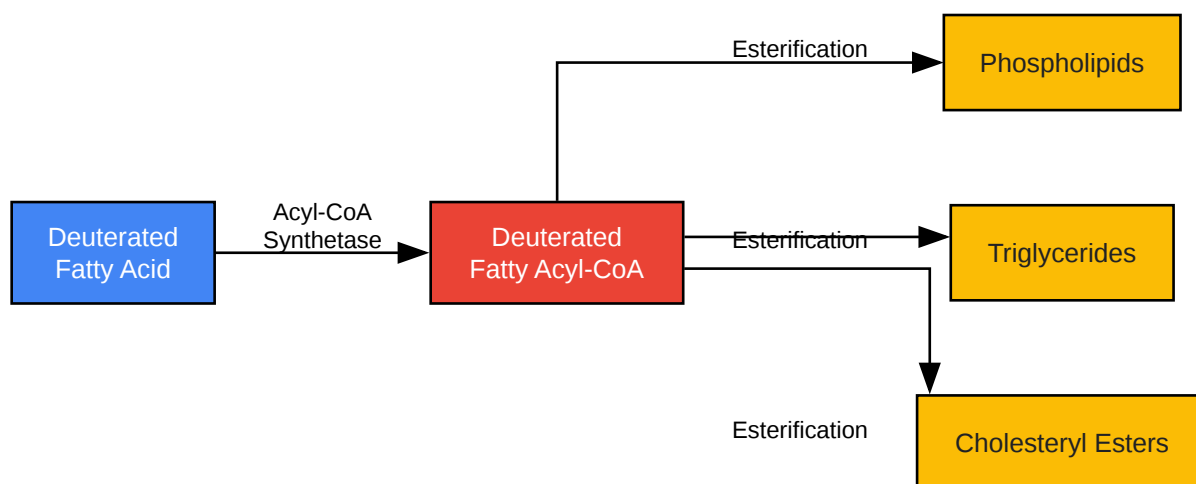 Esterification
Phospholipids
Deuterated
Fatty Acid
Acyl-CoA
Synthetase
Deuterated
Fatty Acyl-CoA
Esterification
Triglycerides
Esterification
Cholesteryl Esters